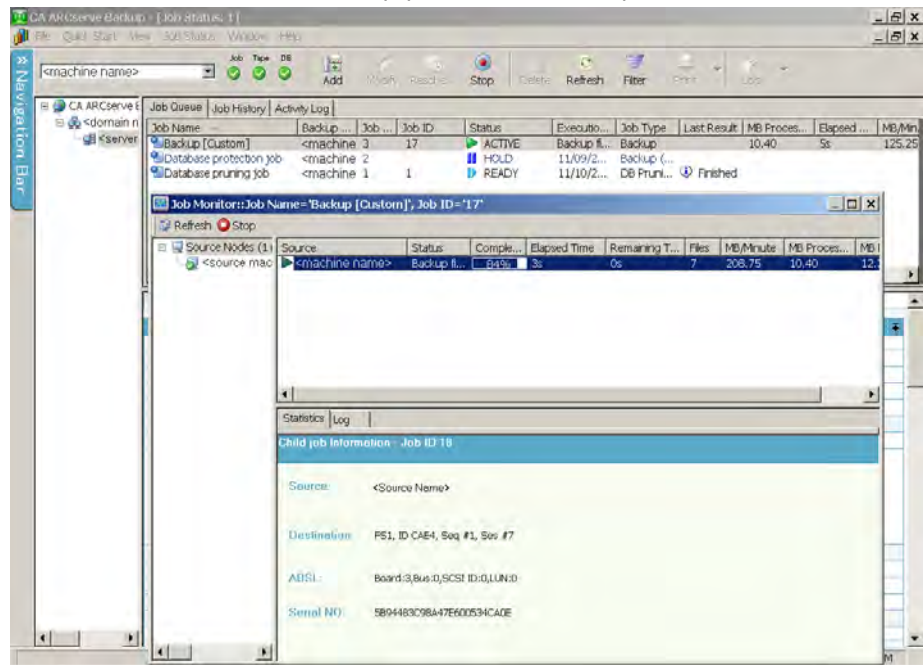 CA ARCserve Backup - [Job Status: 1]
File Quick Start View Job Status Window Help
<machine name>
Job Tape DB
Add Modify Stop Delete Refresh Filter Print
Navigation Bar
CA ARCserve E
<domain n
<server
Job Queue Job History Activity Log
Job Name Backup ... Job ... Job ID Status Executio... Job Type Last Result MB Proces... Elapsed ... MB/Min
Backup [Custom] <machine 3 17 ACTIVE Backup fi... Backup 10.40 5s 125.25
Database protection job <machine 2 HOLD 11/09/2... Backup (...
Database pruning job <machine 1 1 READY 11/10/2... DB Pruni... Finished
Job Monitor::Job Name='Backup [Custom]', Job ID='17'
Refresh Stop
Source Nodes (1)
<source mac
Source Status Comple... Elapsed Time Remaining T... Files MB/Minute MB Proces... MB
<machine name> Backup fi... 84% 3s 0s 7 208.75 10.40 12.
Statistics Log
Child job Information - Job ID 18
Source: <Source Name>
Destination: FS1, ID CAE4, Seq #1, Ses #7
ABSL: Board:3,Bus:0,SCSI ID:0,LUN:0
Serial NO: